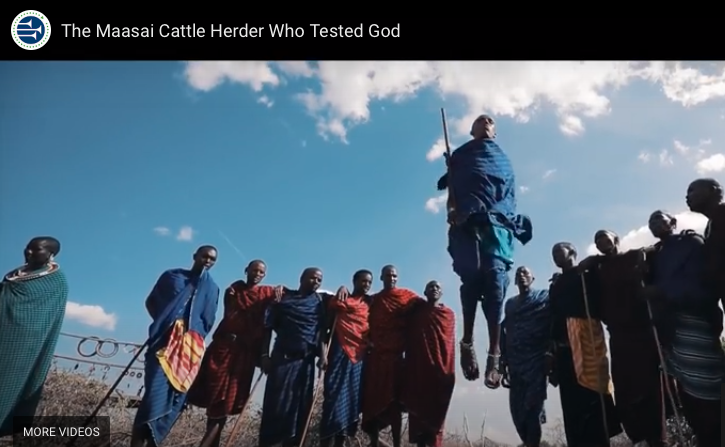 The Maasai Cattle Herder Who Tested God
MORE VIDEOS